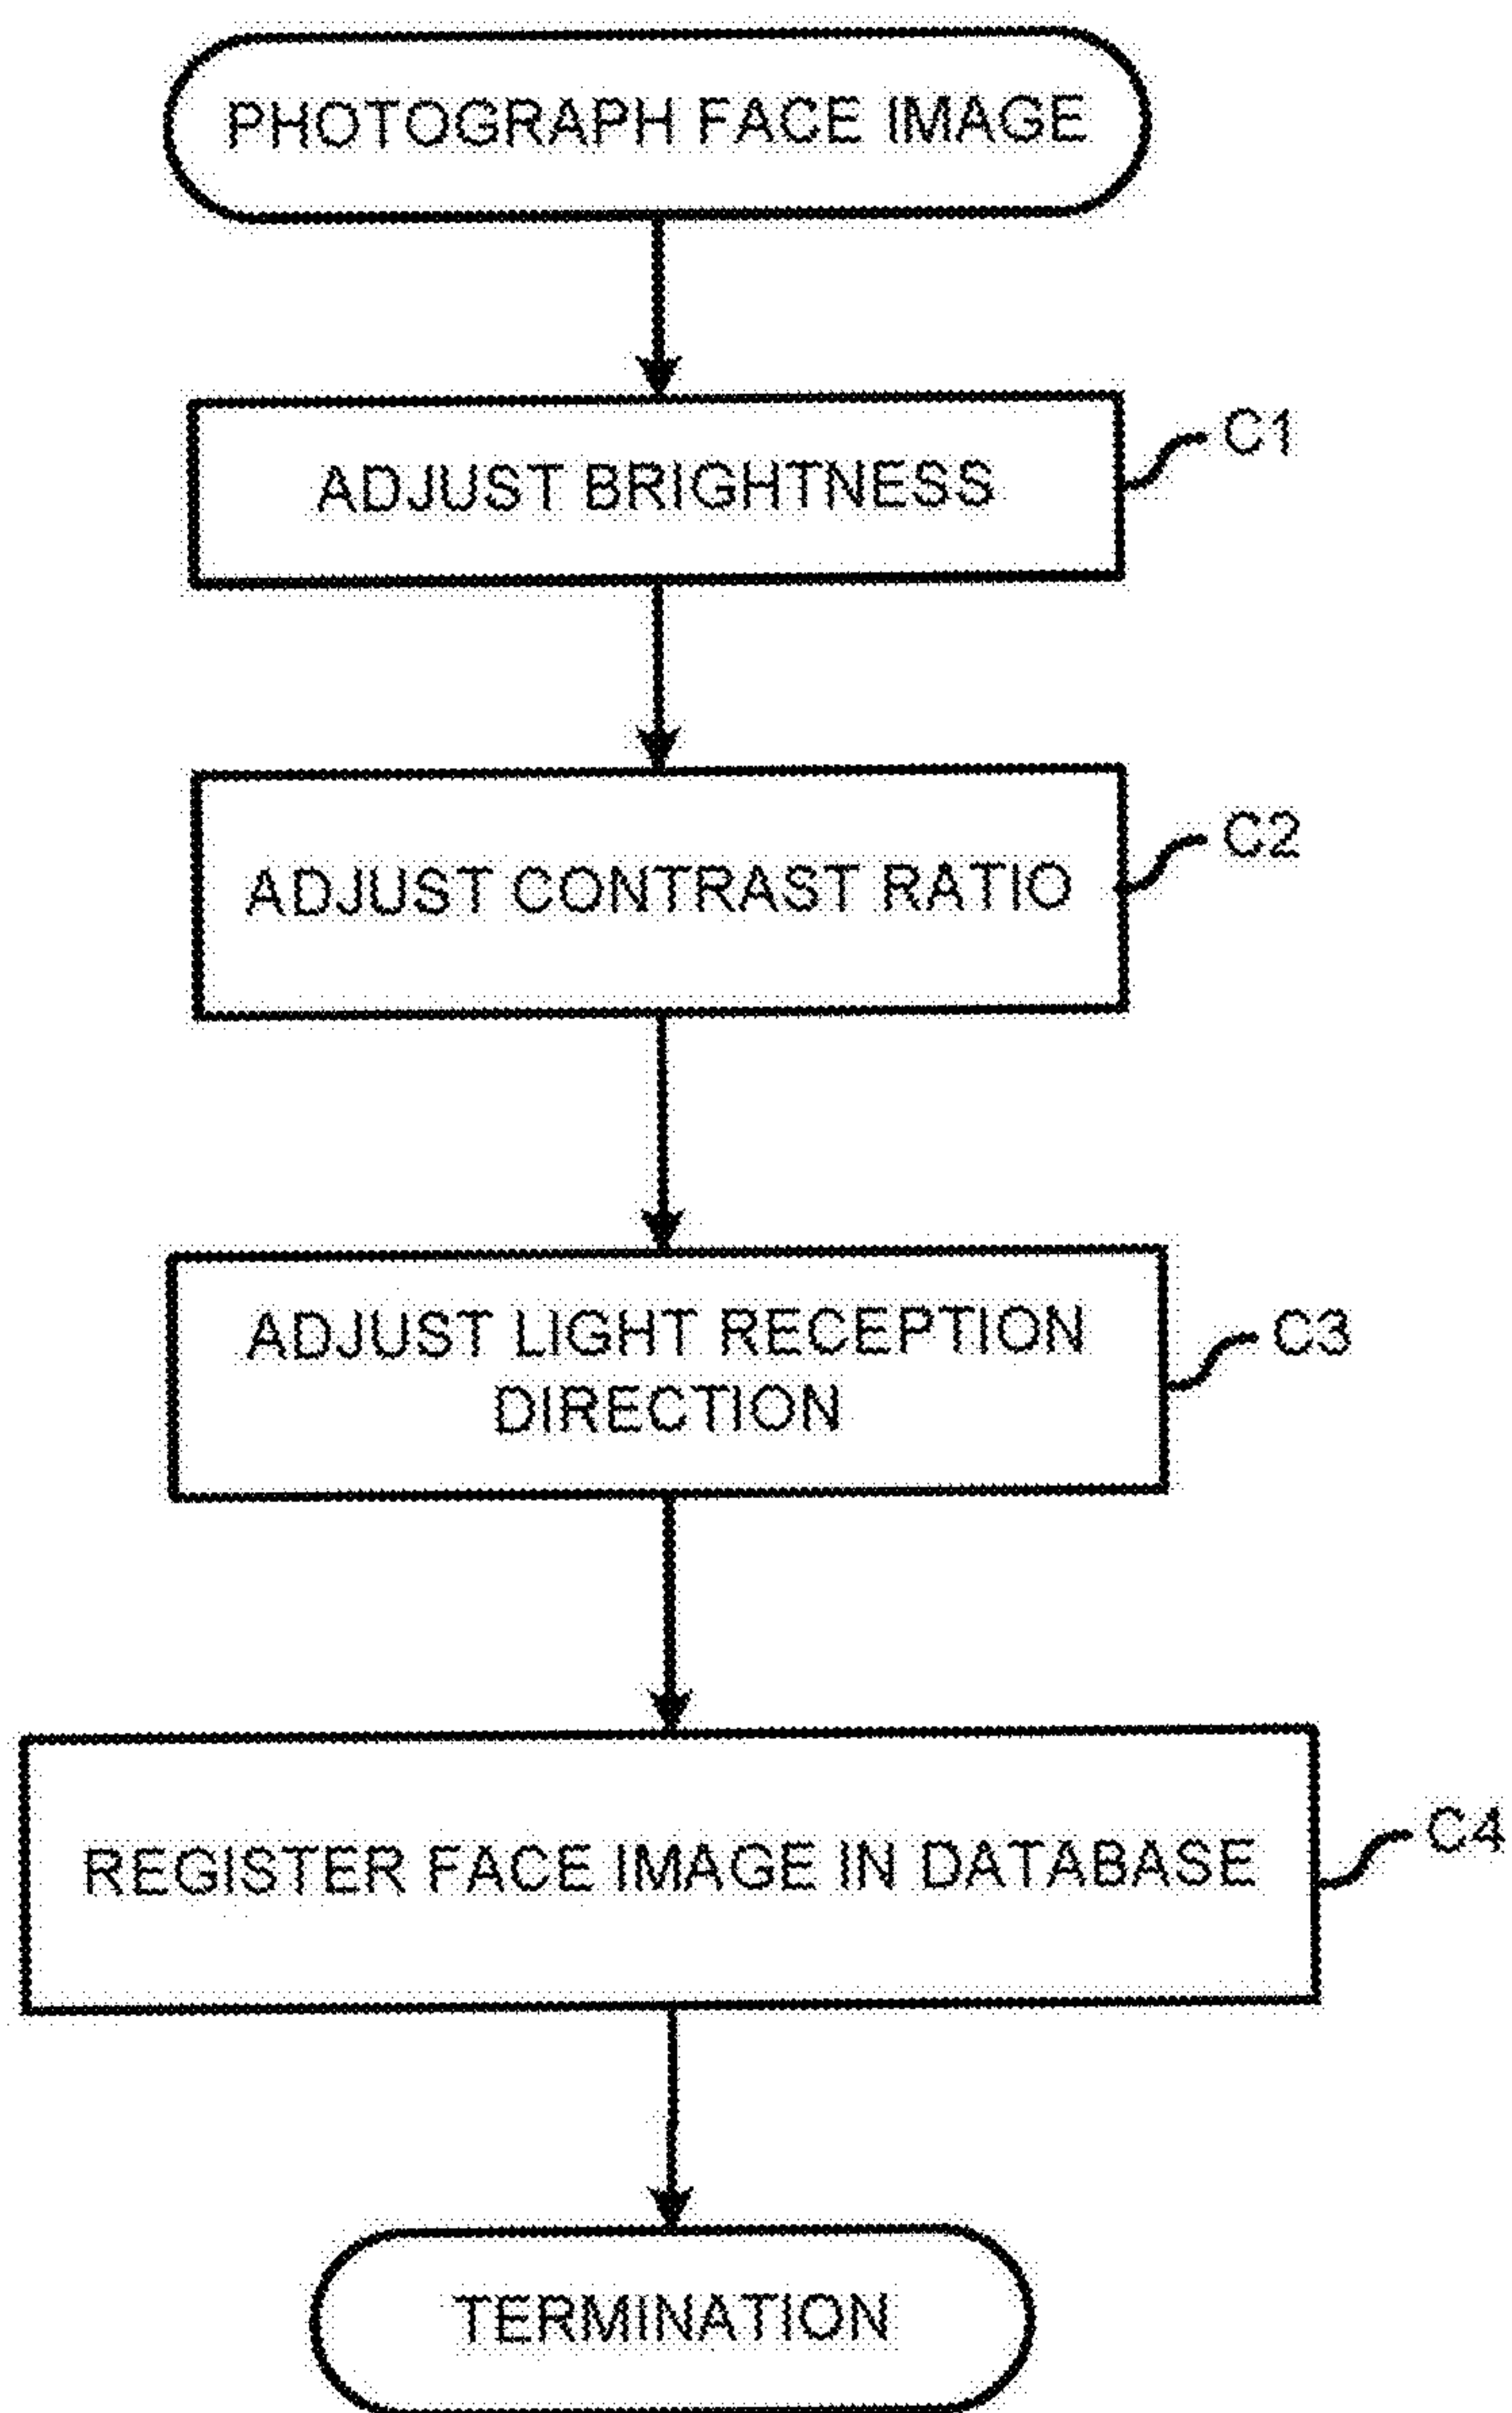 PHOTOGRAPH FACE IMAGE
ADJUST BRIGHTNESS
C1
ADJUST CONTRAST RATIO
C2
ADJUST LIGHT RECEPTION
DIRECTION
C3
REGISTER FACE IMAGE IN DATABASE
C4
TERMINATION